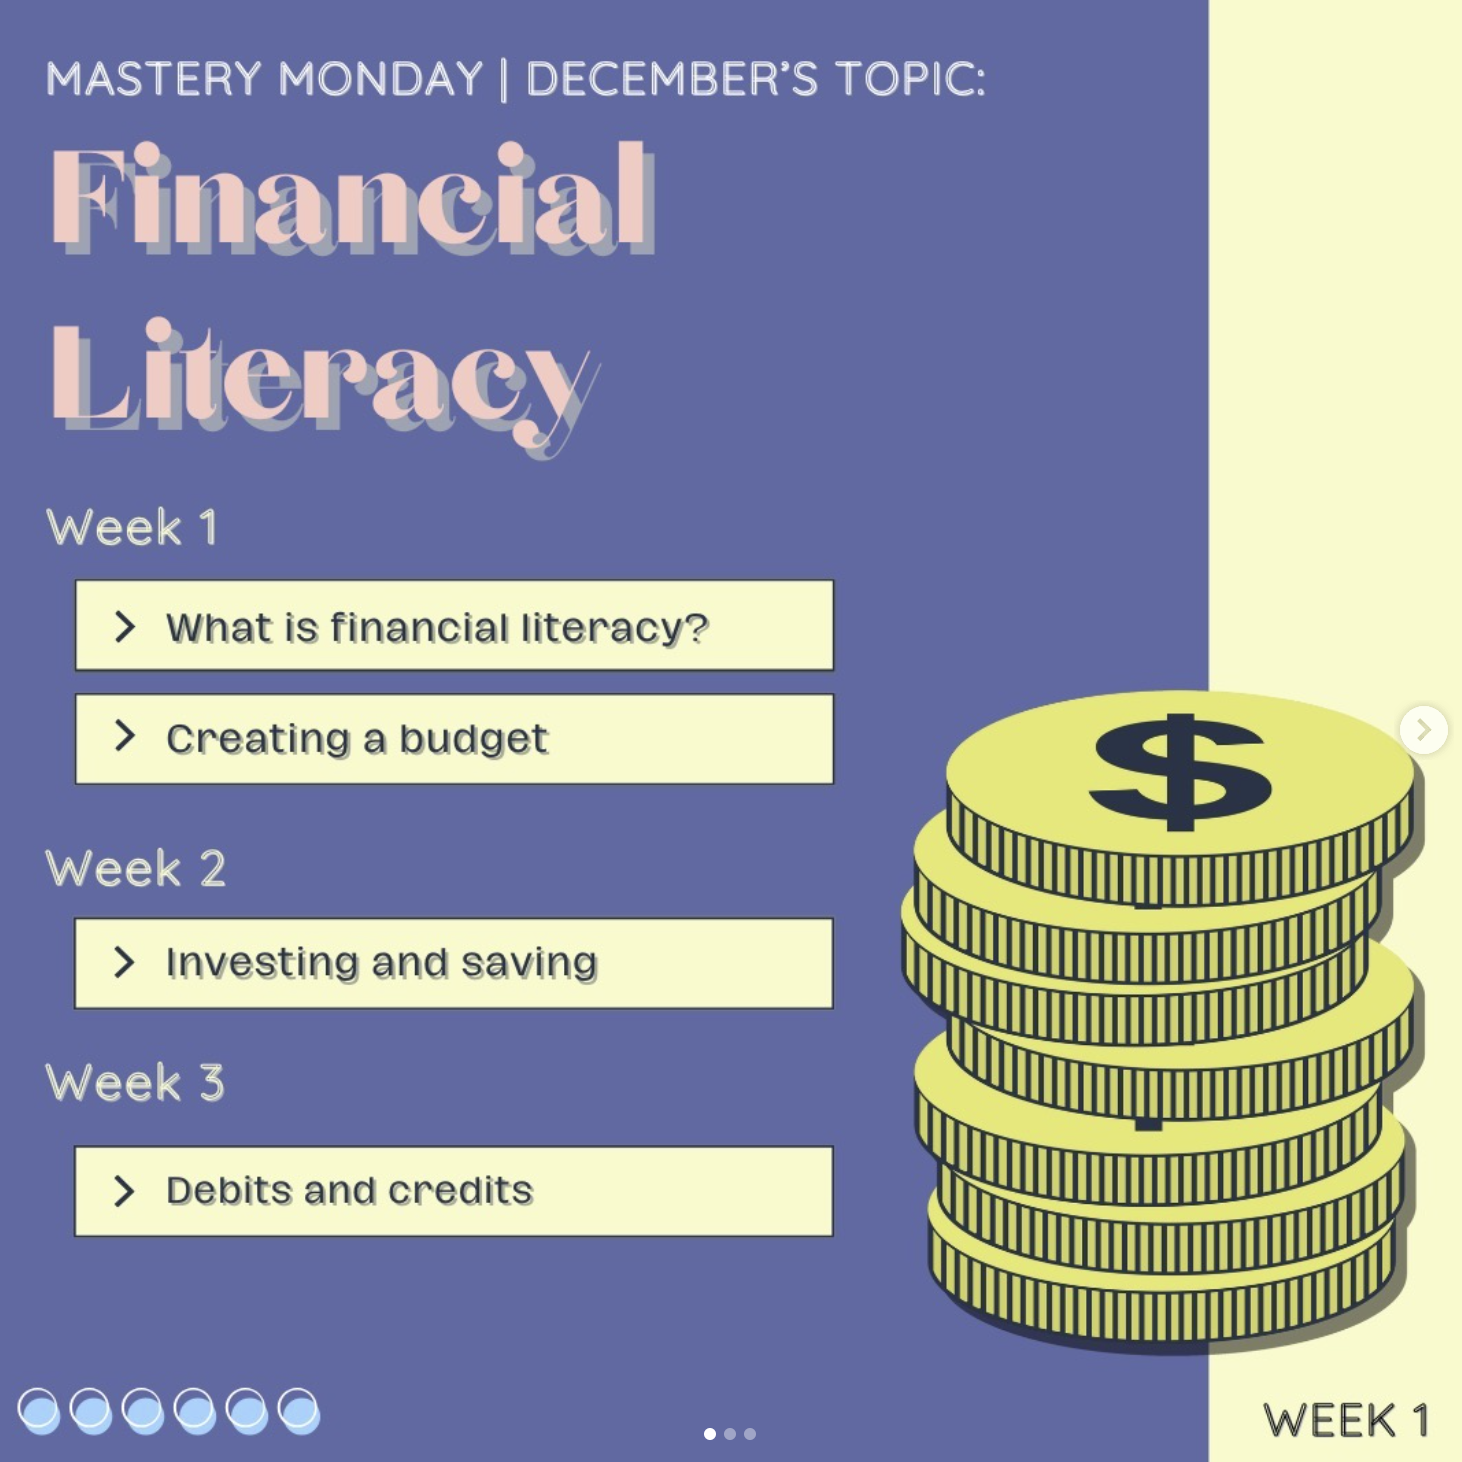 MASTERY MONDAY | DECEMBER'S TOPIC:
Financial
Literacy
Week 1
What is financial literacy?
Creating a budget
Week 2
Investing and saving
Week 3
Debits and credits
$
WEEK 1